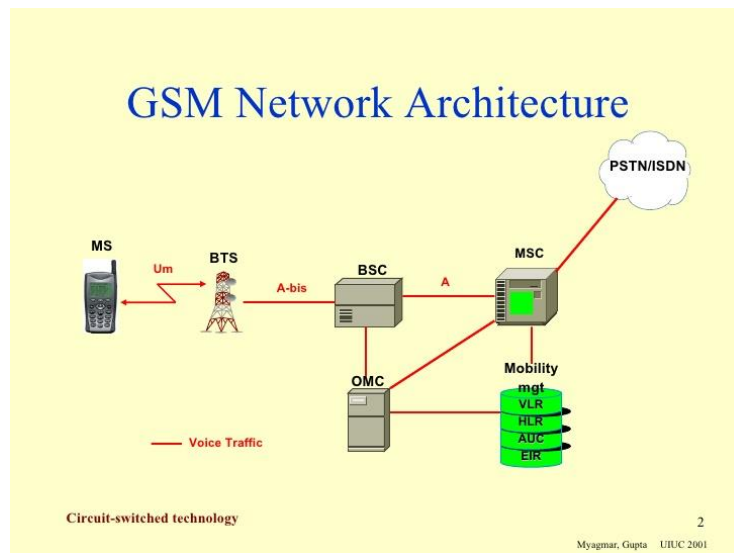 GSM Network Architecture
PSTN/ISDN
MS
Um
BTS
A-bis
BSC
A
MSC
OMC
Mobility
mgt
VLR
HLR
AUC
EIR
Voice Traffic
Circuit-switched technology
2
Myagmar, Gupta UIUC 2001